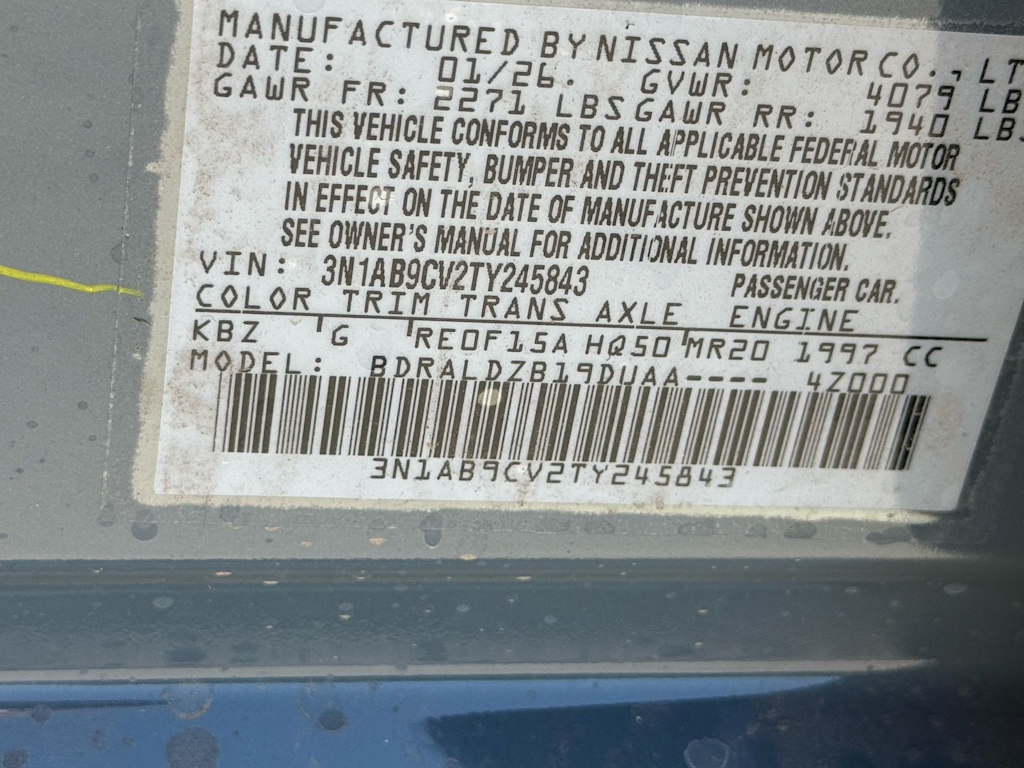 MANUFACTURED BY NISSAN MOTOR CO., LT
DATE: 01/26. GVWR: 4079 LB
GAWR FR: 2271 LBS GAWR RR: 1940 LBS
THIS VEHICLE CONFORMS TO ALL APPLICABLE FEDERAL MOTOR
VEHICLE SAFETY, BUMPER AND THEFT PREVENTION STANDARDS
IN EFFECT ON THE DATE OF MANUFACTURE SHOWN ABOVE.
SEE OWNER'S MANUAL FOR ADDITIONAL INFORMATION.
VIN: 3N1AB9CV2TY245843 PASSENGER CAR.
COLOR TRIM TRANS AXLE ENGINE
KBZ G RE0F15A HQ50 MR20 1997 CC
MODEL: BDRALDZB19DUAA---- 4Z000
3N1AB9CV2TY245843